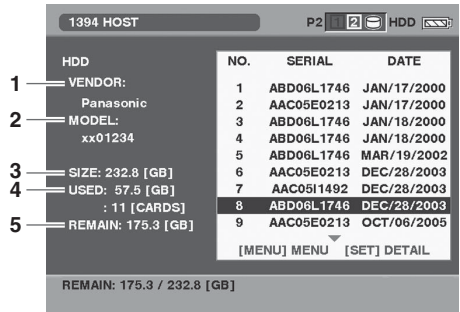 1394 HOST P2 1 2 HDD
HDD
1 VENDOR:
Panasonic
2 MODEL:
xx01234
3 SIZE: 232.8 [GB]
4 USED: 57.5 [GB]
: 11 [CARDS]
5 REMAIN: 175.3 [GB]
NO. SERIAL DATE
1 ABD06L1746 JAN/17/2000
2 AAC05E0213 JAN/17/2000
3 ABD06L1746 JAN/18/2000
4 ABD06L1746 JAN/18/2000
5 ABD06L1746 MAR/19/2002
6 AAC05E0213 DEC/28/2003
7 AAC05I1492 DEC/28/2003
8 ABD06L1746 DEC/28/2003
9 AAC05E0213 OCT/06/2005
[MENU] MENU [SET] DETAIL
REMAIN: 175.3 / 232.8 [GB]